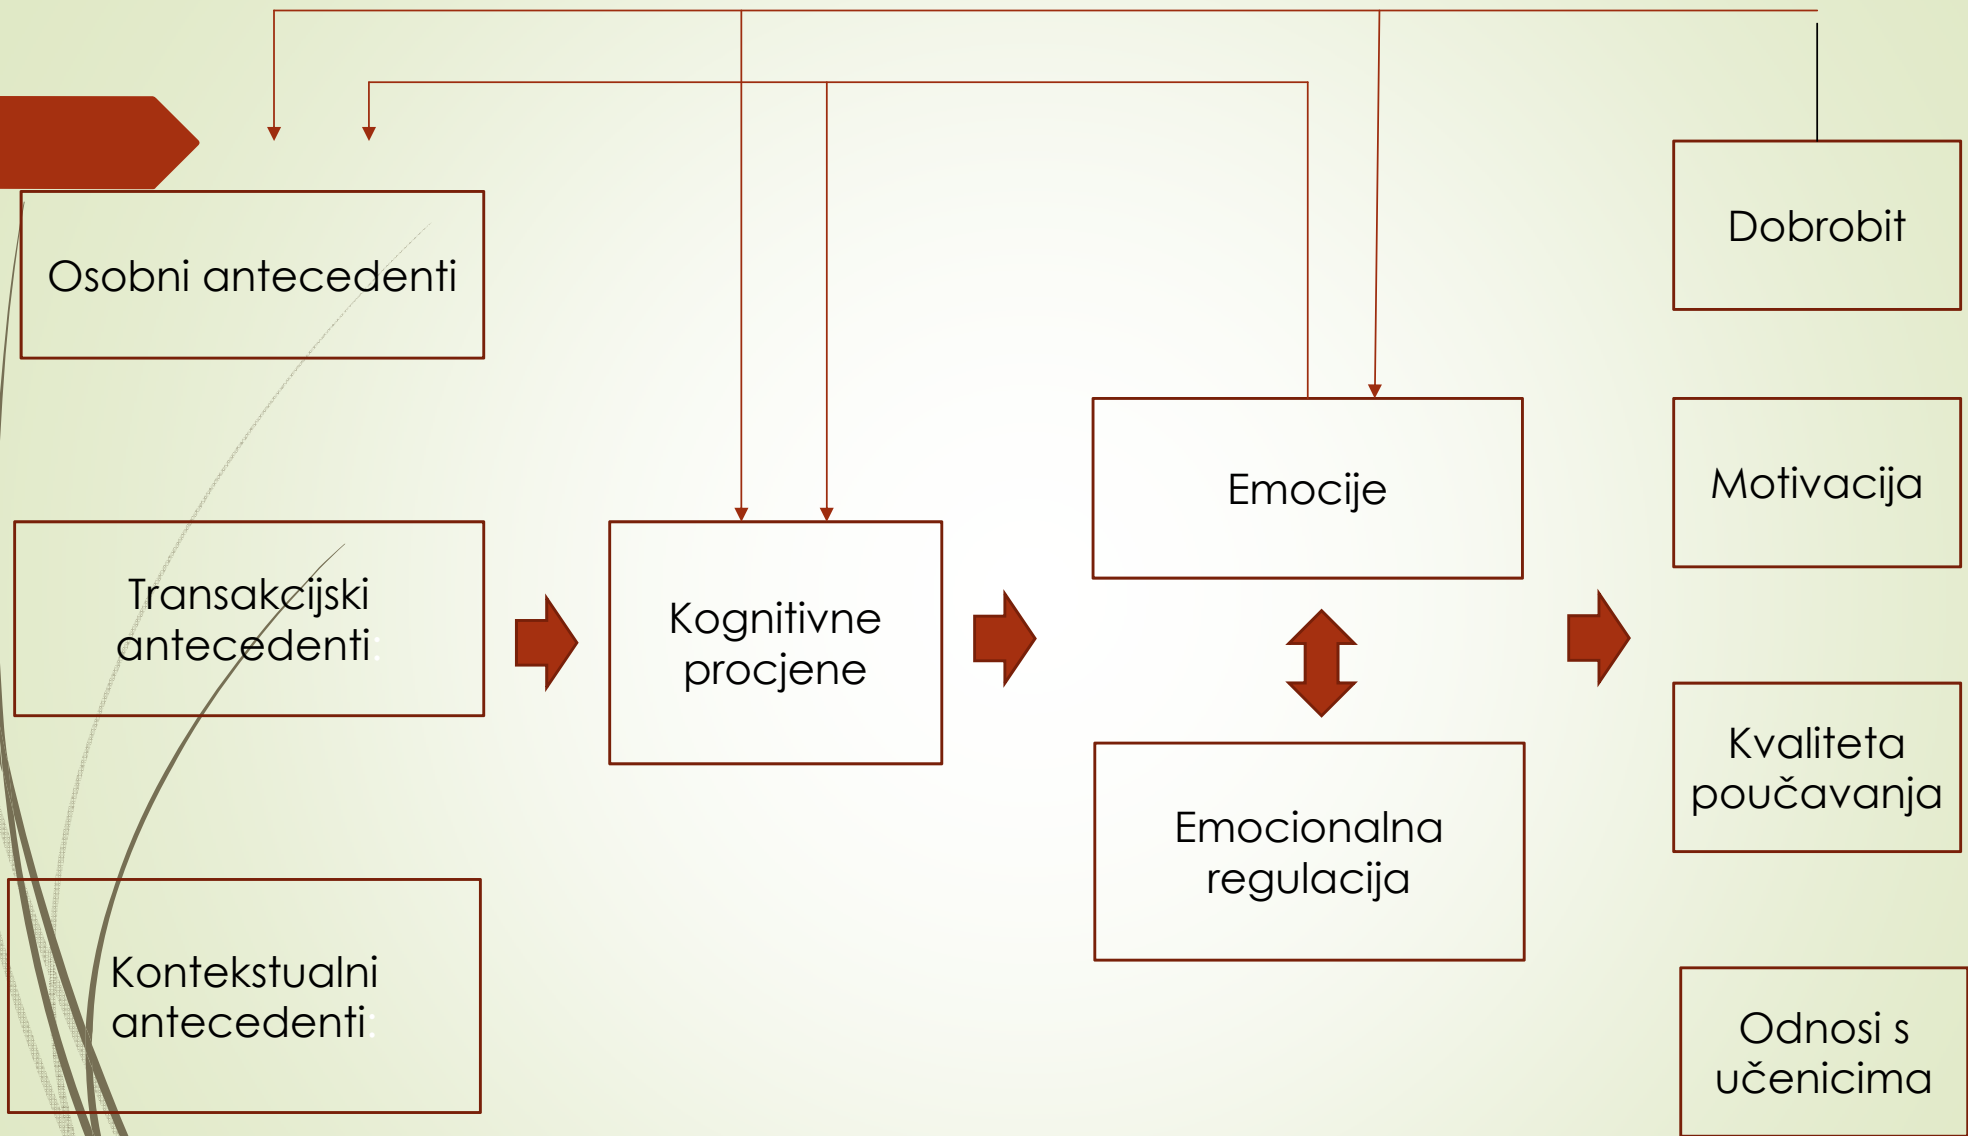 Osobni antecedenti
Transakcijski
antecedenti:
Kontekstualni
antecedenti:
Kognitivne
procjene
Emocije
Emocionalna
regulacija
Dobrobit
Motivacija
Kvaliteta
poučavanja
Odnosi s
učenicima